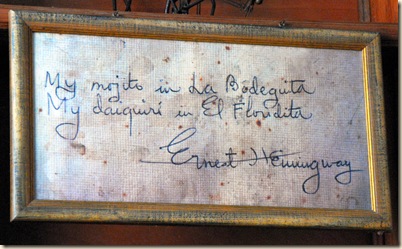 My mojito in La Bodeguita
My daiquiri in El Floridita
Ernest Hemingway